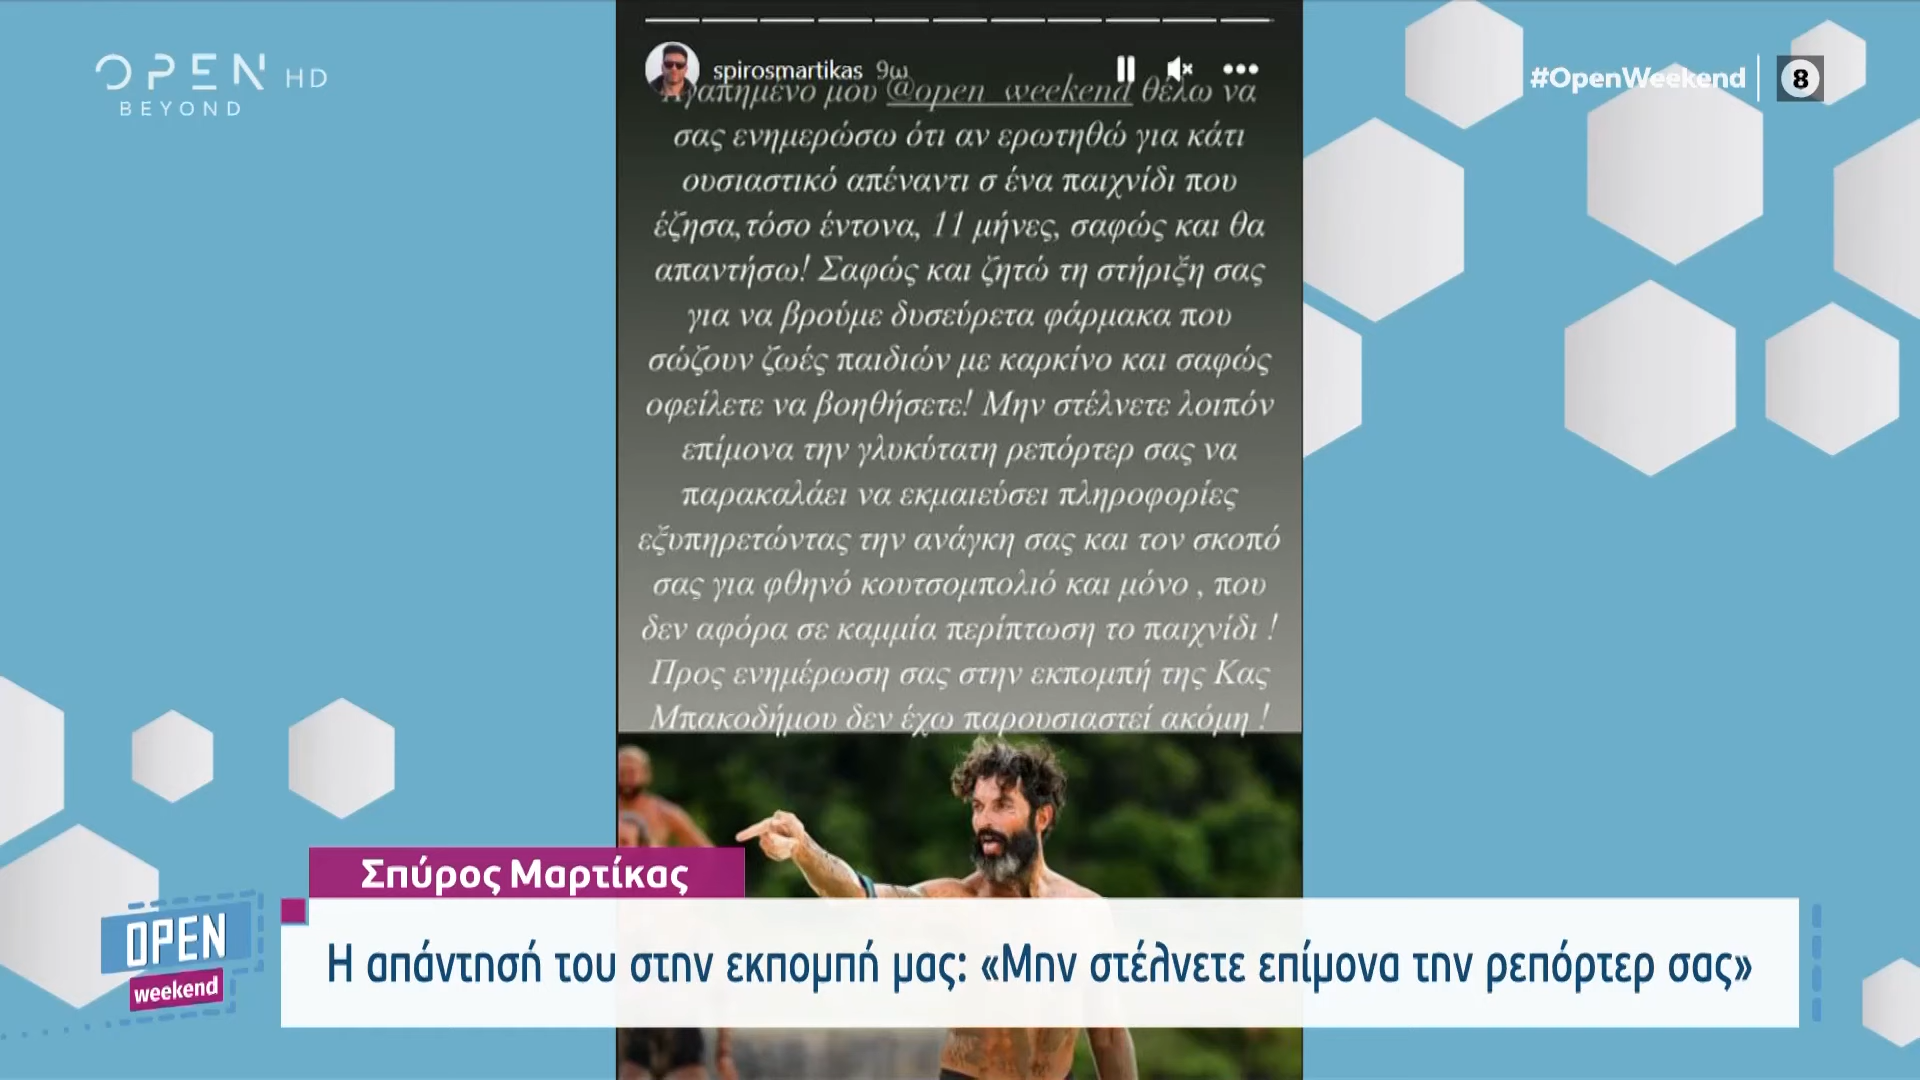 OPEN HD
BEYOND
#OpenWeekend
8
spirosmartikas 9ω
Αγαπημένο μου @open_weekend θέλω να
σας ενημερώσω ότι αν ερωτηθώ για κάτι
ουσιαστικό απέναντι σ ένα παιχνίδι που
έζησα,τόσο έντονα, 11 μήνες, σαφώς και θα
απαντήσω! Σαφώς και ζητώ τη στήριξη σας
για να βρούμε δυσεύρετα φάρμακα που
σώζουν ζωές παιδιών με καρκίνο και σαφώς
οφείλετε να βοηθήσετε! Μην στέλνετε λοιπόν
επίμονα την γλυκύτατη ρεπόρτερ σας να
παρακαλάει να εκμαιεύσει πληροφορίες
εξυπηρετώντας την ανάγκη σας και τον σκοπό
σας για φθηνό κουτσομπολιό και μόνο , που
δεν αφόρα σε καμμία περίπτωση το παιχνίδι !
Προς ενημέρωση σας στην εκπομπή της Κας
Μπακοδήμου δεν έχω παρουσιαστεί ακόμη !
Σπύρος Μαρτίκας
Η απάντησή του στην εκπομπή μας: «Μην στέλνετε επίμονα την ρεπόρτερ σας»
OPEN
weekend